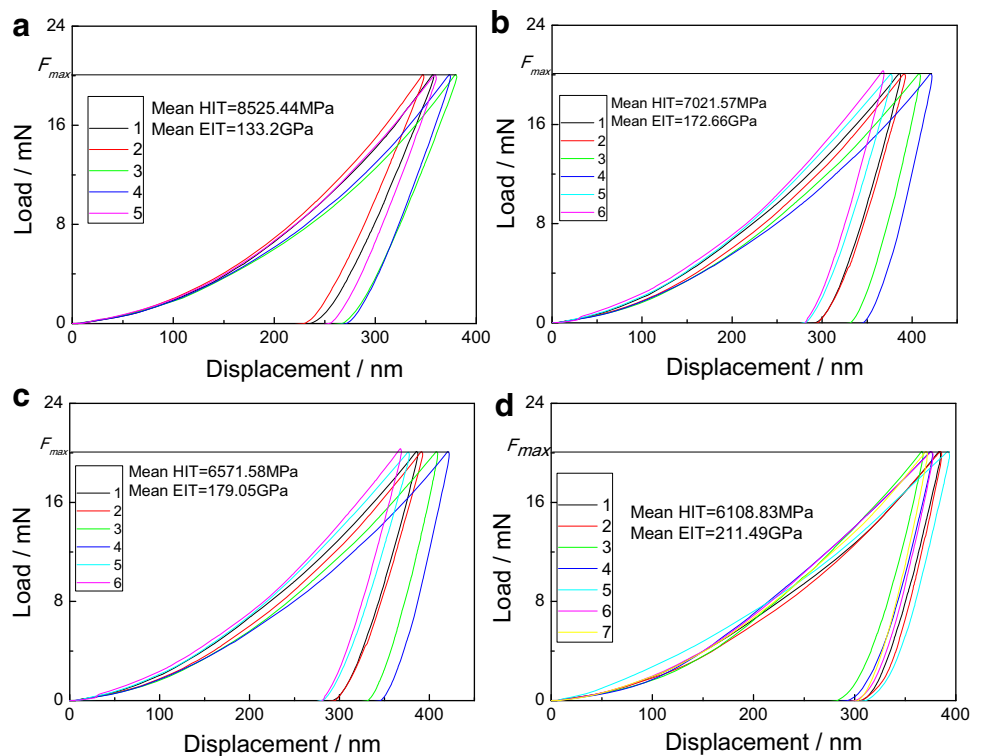 a
24
16
8
0
F max
Load / mN
1
2
3
4
5
Mean HIT=8525.44MPa
Mean EIT=133.2GPa
0
100
200
300
400
Displacement / nm
b
24
16
8
0
F max
Load / mN
1
2
3
4
5
6
Mean HIT=7021.57MPa
Mean EIT=172.66GPa
0
100
200
300
400
Displacement / nm
c
24
16
8
0
F max
Load / mN
1
2
3
4
5
6
Mean HIT=6571.58MPa
Mean EIT=179.05GPa
0
100
200
300
400
Displacement / nm
d
24
16
8
0
Fmax
Load / mN
1
2
3
4
5
6
7
Mean HIT=6108.83MPa
Mean EIT=211.49GPa
0
100
200
300
400
Displacement / nm